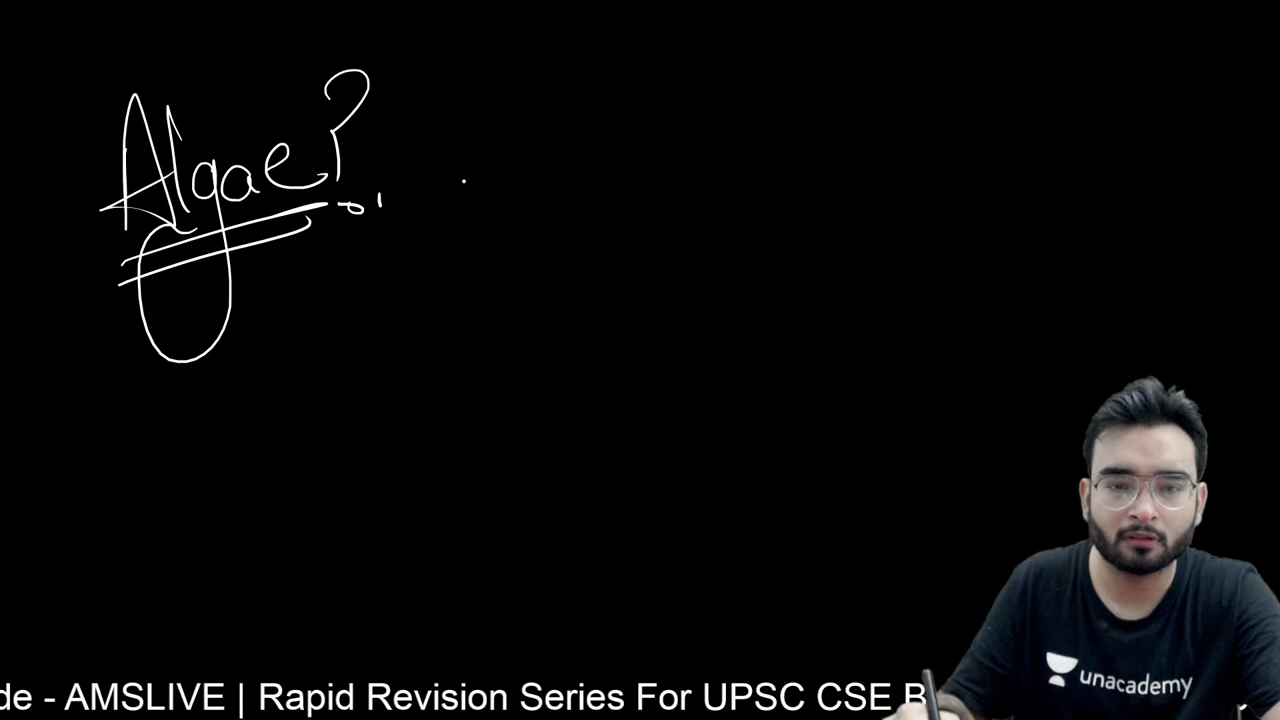 Algae?
unacademy
de - AMSLIVE | Rapid Revision Series For UPSC CSE B